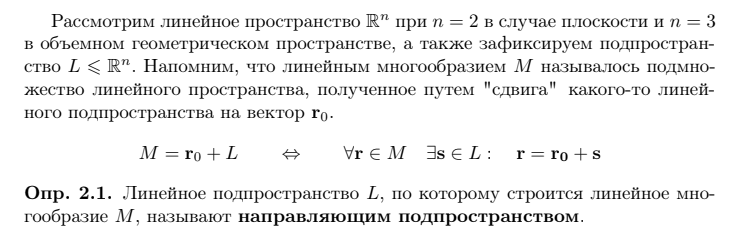 Рассмотрим линейное пространство ℝⁿ при n = 2 в случае плоскости и n = 3
в объемном геометрическом пространстве, а также зафиксируем подпростран-
ство L ⩽ ℝⁿ. Напомним, что линейным многообразием M называлось подмно-
жество линейного пространства, полученное путем "сдвига" какого-то линей-
ного подпространства на вектор r₀.
M = r₀ + L ⇔ ∀r ∈ M ∃s ∈ L : r = r₀ + s
Опр. 2.1. Линейное подпространство L, по которому строится линейное мно-
гообразие M, называют направляющим подпространством.